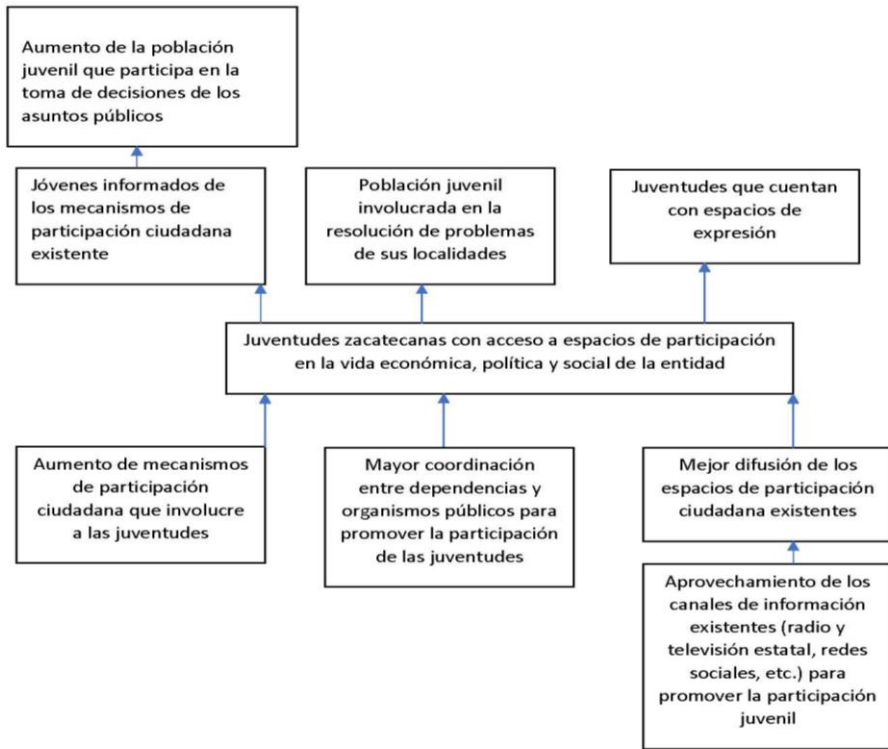 Aumento de la población
juvenil que participa en la
toma de decisiones de los
asuntos públicos
Jóvenes informados de
los mecanismos de
participación ciudadana
existente
Población juvenil
involucrada en la
resolución de problemas
de sus localidades
Juventudes que cuentan
con espacios de
expresión
Juventudes zacatecanas con acceso a espacios de participación
en la vida económica, política y social de la entidad
Aumento de mecanismos
de participación
ciudadana que involucre
a las juventudes
Mayor coordinación
entre dependencias y
organismos públicos para
promover la participación
de las juventudes
Mejor difusión de los
espacios de participación
ciudadana existentes
Aprovechamiento de los
canales de información
existentes (radio y
televisión estatal, redes
sociales, etc.) para
promover la participación
juvenil